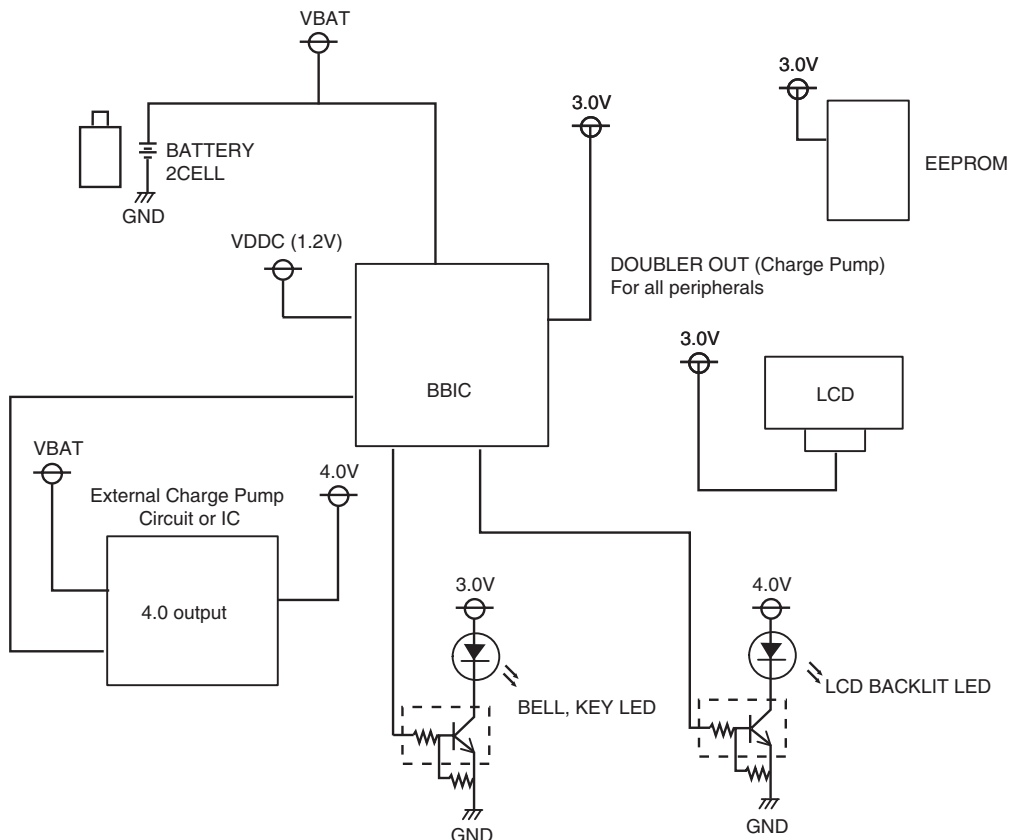 VBAT
3.0V
3.0V
BATTERY
2CELL
GND
EEPROM
VDDC (1.2V)
DOUBLER OUT (Charge Pump)
For all peripherals
3.0V
LCD
BBIC
VBAT
4.0V
External Charge Pump
Circuit or IC
4.0 output
3.0V
4.0V
BELL, KEY LED
LCD BACKLIT LED
GND
GND